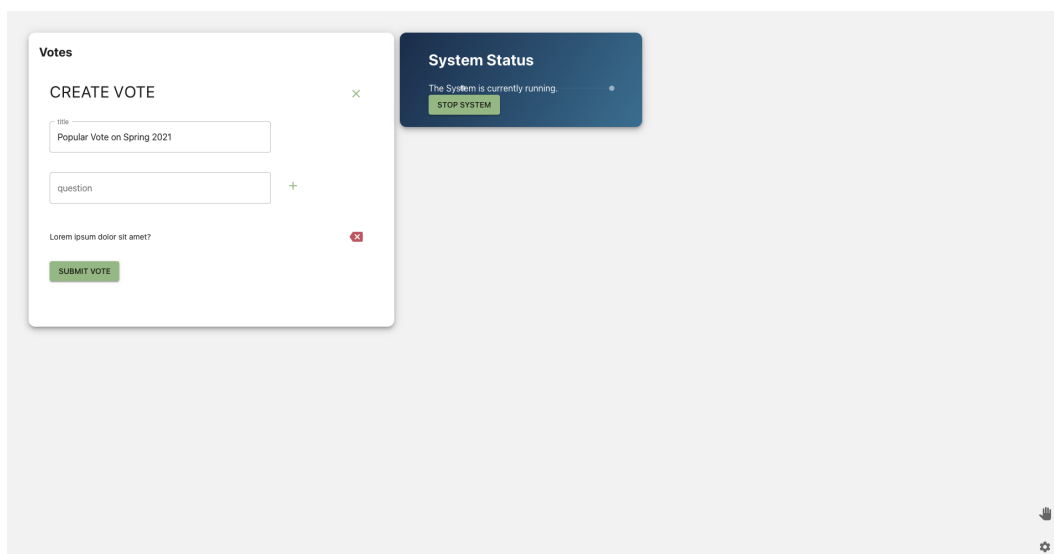 Votes
CREATE VOTE
title
Popular Vote on Spring 2021
question
Lorem ipsum dolor sit amet?
SUBMIT VOTE
System Status
The System is currently running.
STOP SYSTEM